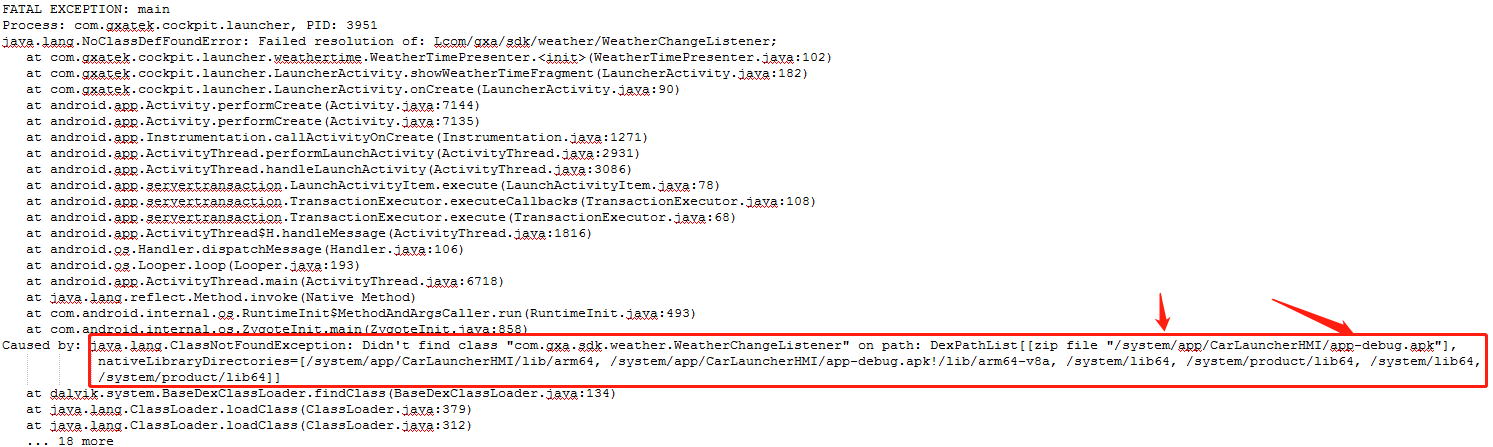 FATAL EXCEPTION: main
Process: com.gxatek.cockpit.launcher, PID: 3951
java.lang.NoClassDefFoundError: Failed resolution of: Lcom/gxa/sdk/weather/WeatherChangeListener;
at com.gxatek.cockpit.launcher.weathertime.WeatherTimePresenter.<init>(WeatherTimePresenter.java:102)
at com.gxatek.cockpit.launcher.LauncherActivity.showWeatherTimeFragment(LauncherActivity.java:182)
at com.gxatek.cockpit.launcher.LauncherActivity.onCreate(LauncherActivity.java:90)
at android.app.Activity.performCreate(Activity.java:7144)
at android.app.Activity.performCreate(Activity.java:7135)
at android.app.Instrumentation.callActivityOnCreate(Instrumentation.java:1271)
at android.app.ActivityThread.performLaunchActivity(ActivityThread.java:2931)
at android.app.ActivityThread.handleLaunchActivity(ActivityThread.java:3086)
at android.app.servertransaction.LaunchActivityItem.execute(LaunchActivityItem.java:78)
at android.app.servertransaction.TransactionExecutor.executeCallbacks(TransactionExecutor.java:108)
at android.app.servertransaction.TransactionExecutor.execute(TransactionExecutor.java:68)
at android.app.ActivityThread$H.handleMessage(ActivityThread.java:1816)
at android.os.Handler.dispatchMessage(Handler.java:106)
at android.os.Looper.loop(Looper.java:193)
at android.app.ActivityThread.main(ActivityThread.java:6718)
at java.lang.reflect.Method.invoke(Native Method)
at com.android.internal.os.RuntimeInit$MethodAndArgsCaller.run(RuntimeInit.java:493)
at com.android.internal.os.ZygoteInit.main(ZygoteInit.java:858)
Caused by: java.lang.ClassNotFoundException: Didn't find class "com.gxa.sdk.weather.WeatherChangeListener" on path: DexPathList[[zip file "/system/app/CarLauncherHMI/app-debug.apk"],
nativeLibraryDirectories=[/system/app/CarLauncherHMI/lib/arm64, /system/app/CarLauncherHMI/app-debug.apk!/lib/arm64-v8a, /system/lib64, /system/product/lib64, /system/lib64,
/system/product/lib64]]
at dalvik.system.BaseDexClassLoader.findClass(BaseDexClassLoader.java:134)
at java.lang.ClassLoader.loadClass(ClassLoader.java:379)
at java.lang.ClassLoader.loadClass(ClassLoader.java:312)
... 18 more